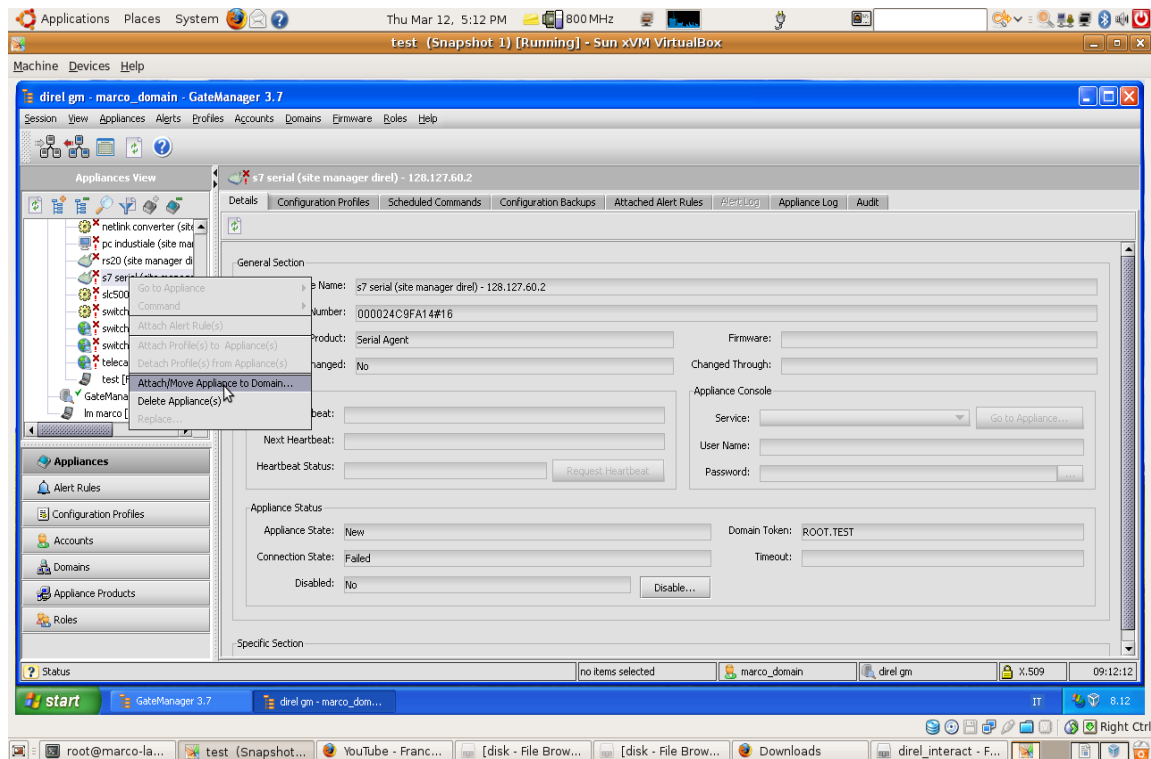 Applications Places System
Thu Mar 12, 5:12 PM
800 MHz
test (Snapshot 1) [Running] - Sun xVM VirtualBox
Machine Devices Help
direl gm - marco_domain - GateManager 3.7
Session View Appliances Alerts Profiles Accounts Domains Firmware Roles Help
Appliances View
s7 serial (site manager direl) - 128.127.60.2
Details Configuration Profiles Scheduled Commands Configuration Backups Attached Alert Rules Alert Log Appliance Log Audit
netlink converter (site
pc industiale (site mar
rs20 (site manager di
s7 seri
slc500
switch
switch
switch
teleca
test [F
GateMana
lm marco [
Go to Appliance
Command
Attach Alert Rule(s)
Attach Profile(s) to Appliance(s)
Detach Profile(s) from Appliance(s)
Attach/Move Appliance to Domain...
Delete Appliance(s)
Replace...
General Section
e Name: s7 serial (site manager direl) - 128.127.60.2
Number: 000024C9FA14#16
Product: Serial Agent
Firmware:
hanged: No
Changed Through:
Appliance Console
beat:
Service: Go to Appliance...
Next Heartbeat:
User Name:
Heartbeat Status: Request Heartbeat
Password: ...
Appliance Status
Appliance State: New
Domain Token: ROOT.TEST
Connection State: Failed
Timeout:
Disabled: No Disable...
Specific Section
Appliances
Alert Rules
Configuration Profiles
Accounts
Domains
Appliance Products
Roles
Status no items selected marco_domain direl gm X.509 09:12:12
start GateManager 3.7 direl gm - marco_dom... IT 8.12
Right Ctrl
root@marco-la... test (Snapshot... YouTube - Franc... [disk - File Brow... [disk - File Brow... Downloads direl_interact - F...